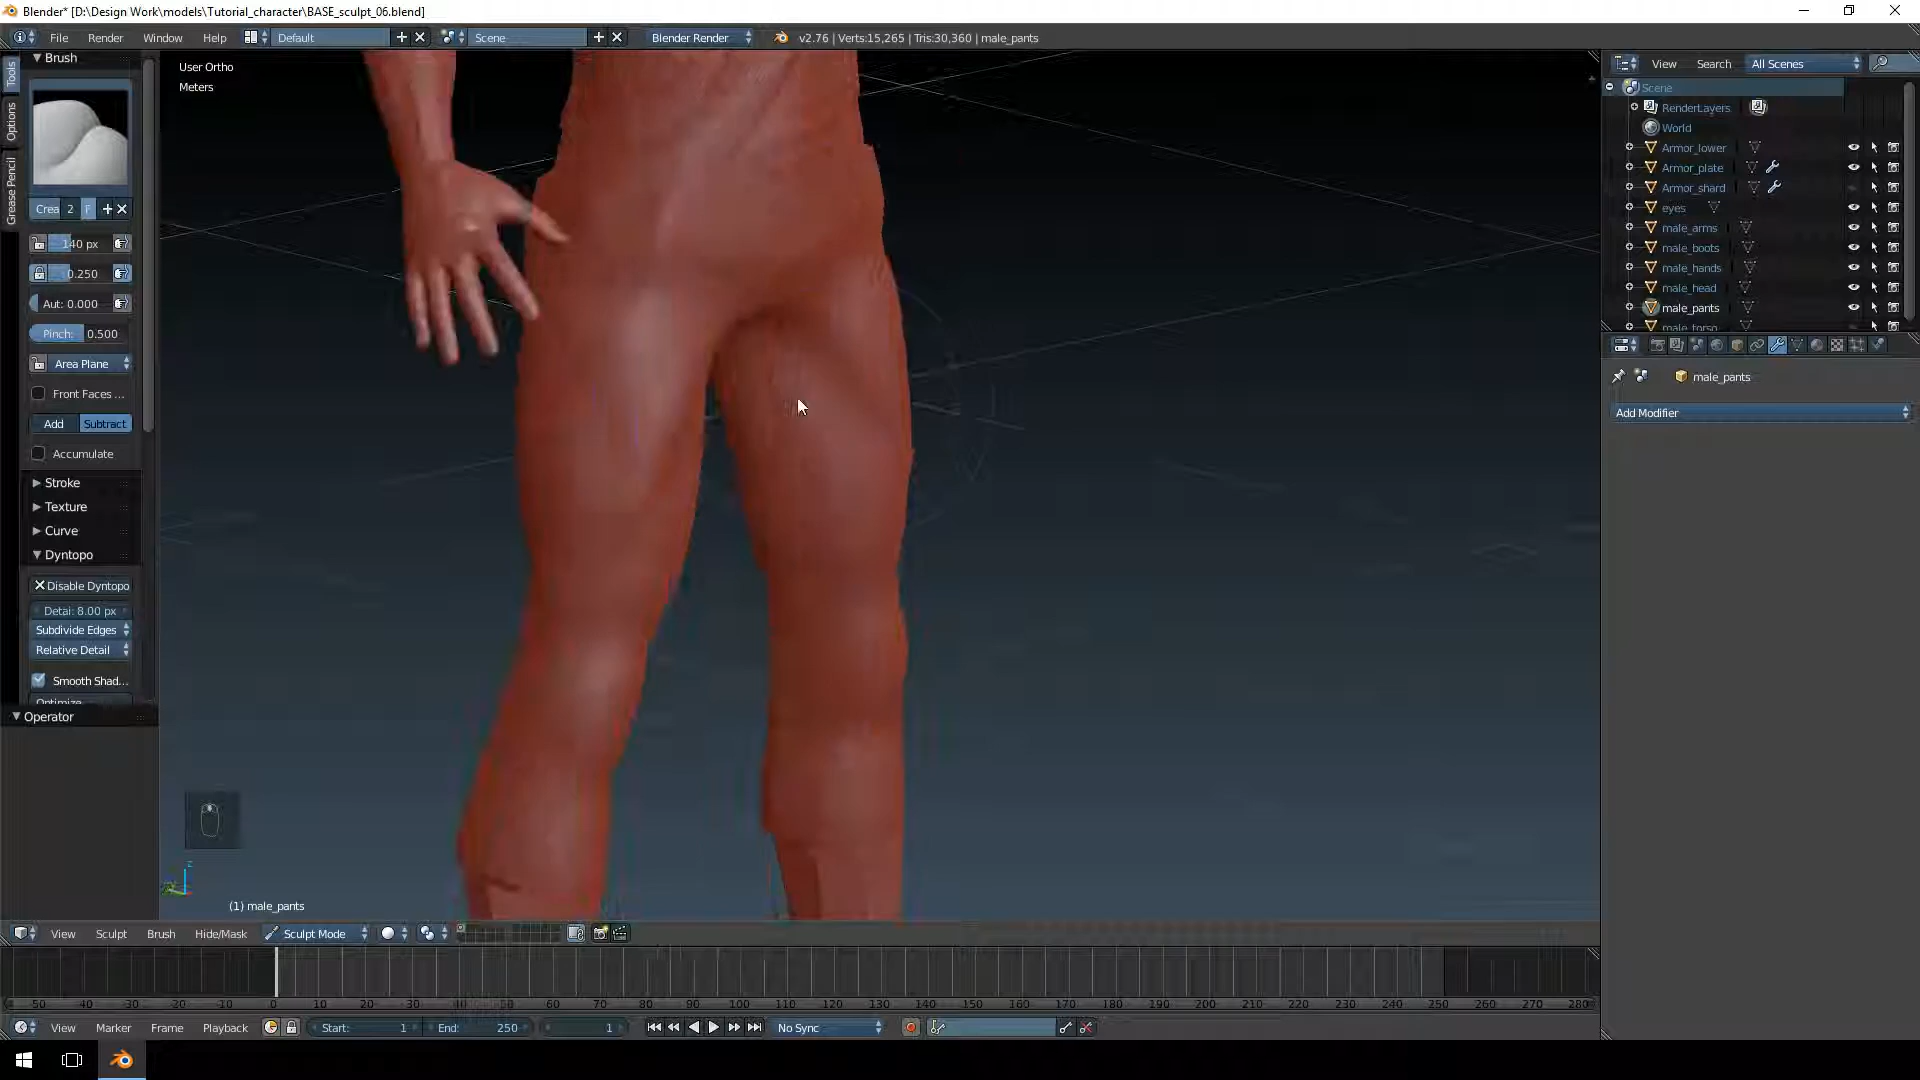 Blender* [D:\Design Work\models\Tutorial_character\BASE_sculpt_06.blend]
File Render Window Help Default Scene Blender Render v2.76 | Verts:15,265 | Tris:30,360 | male_pants
Tools
Options
Grease Pencil
Brush
Crea 2 F
140 px
0.250
Aut: 0.000
Pinch: 0.500
Area Plane
Front Faces ...
Add Subtract
Accumulate
Stroke
Texture
Curve
Dyntopo
Disable Dyntopo
Detai: 8.00 px
Subdivide Edges
Relative Detail
Smooth Shad...
Optimize
Operator
User Ortho
Meters
(1) male_pants
View Search All Scenes
Scene
RenderLayers
World
Armor_lower
Armor_plate
Armor_shard
eyes
male_arms
male_boots
male_hands
male_head
male_pants
male_torso
male_pants
Add Modifier
View Sculpt Brush Hide/Mask Sculpt Mode
-50 -40 -30 -20 -10 0 10 20 30 40 50 60 70 80 90 100 110 120 130 140 150 160 170 180 190 200 210 220 230 240 250 260 270 280
View Marker Frame Playback Start: 1 End: 250 1 No Sync